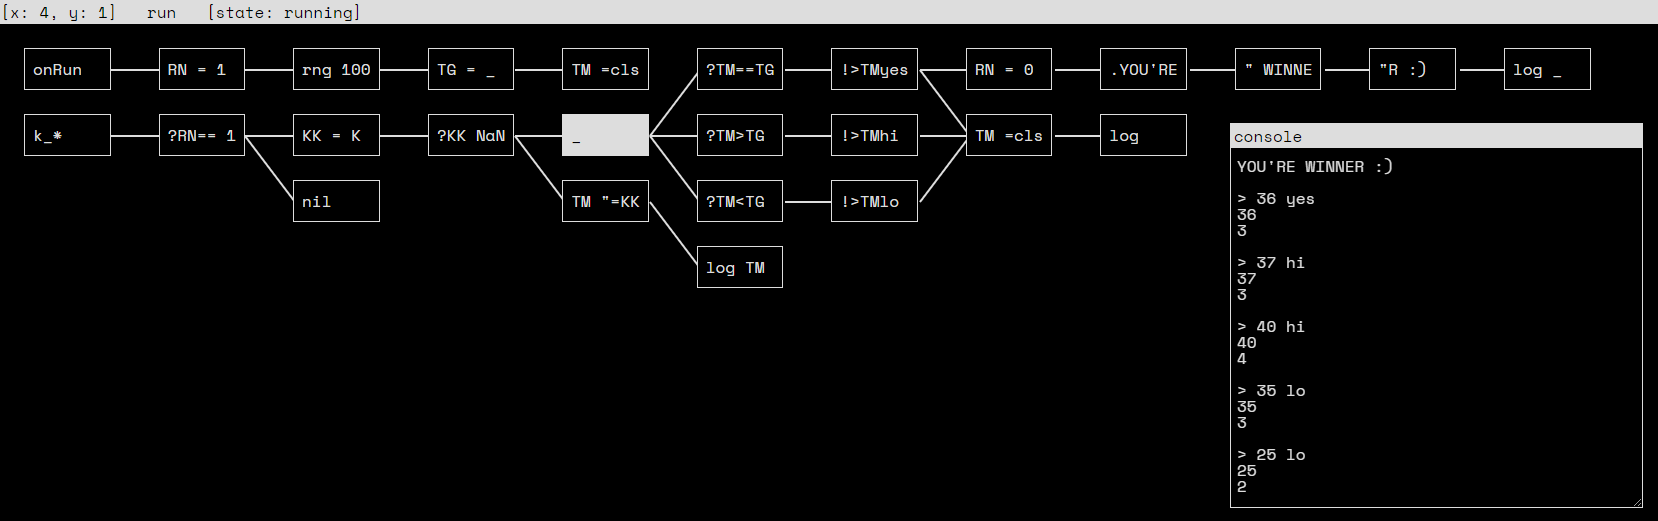 [x: 4, y: 1]   run   [state: running]
onRun   RN = 1   rng 100   TG = _   TM =cls   ?TM==TG   !>TMyes   RN = 0   .YOU'RE   " WINNE   "R :)   log _
k_*   ?RN== 1   KK = K   ?KK NaN   _   ?TM>TG   !>TMhi   TM =cls   log
nil   TM "=KK   ?TM<TG   !>TMlo
log TM
console
YOU'RE WINNER :)
> 36 yes
36
3
> 37 hi
37
3
> 40 hi
40
4
> 35 lo
35
3
> 25 lo
25
2